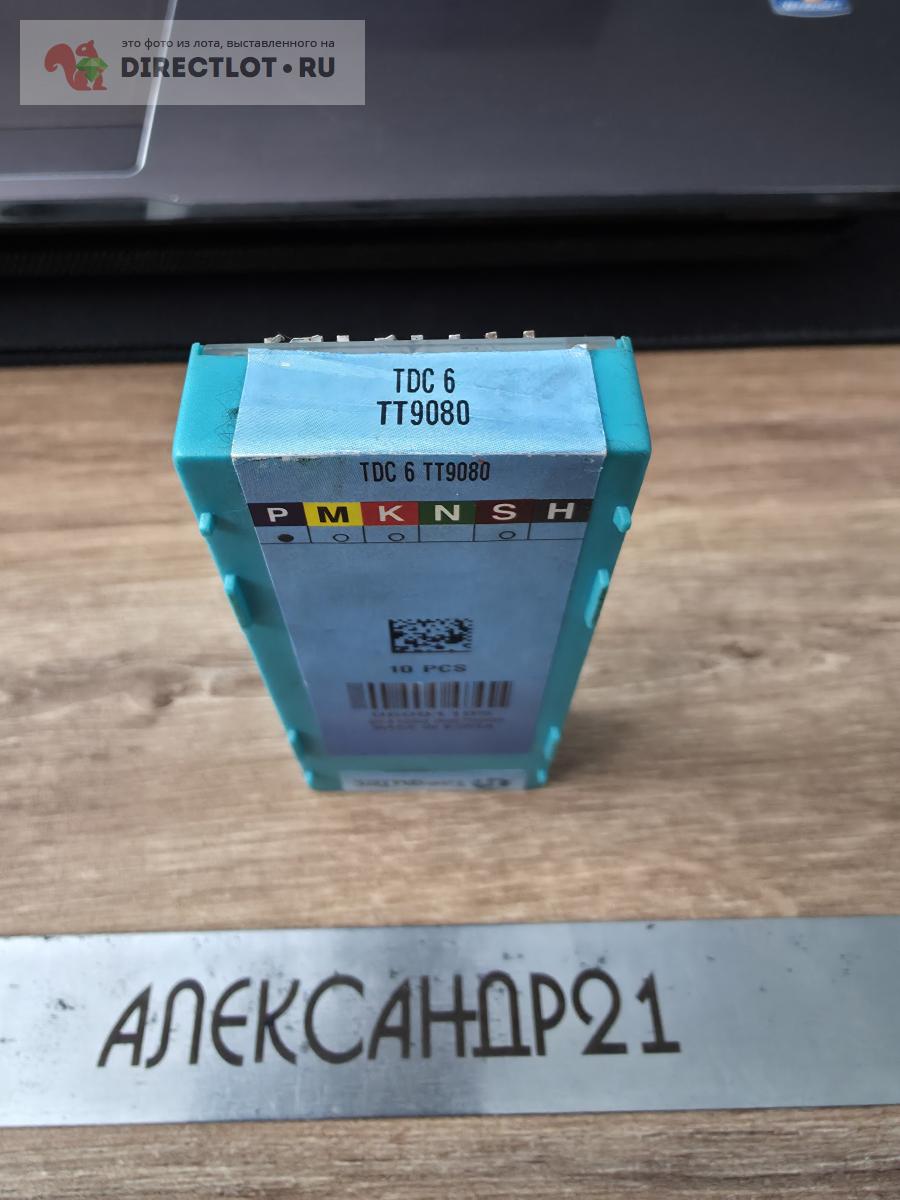 это фото из лота, выставленного на
DIRECTLOT•RU
TDC 6
TT9080
TDC 6 TT9080
P M K N S H
10 PCS
АЛЕКСАНДР21